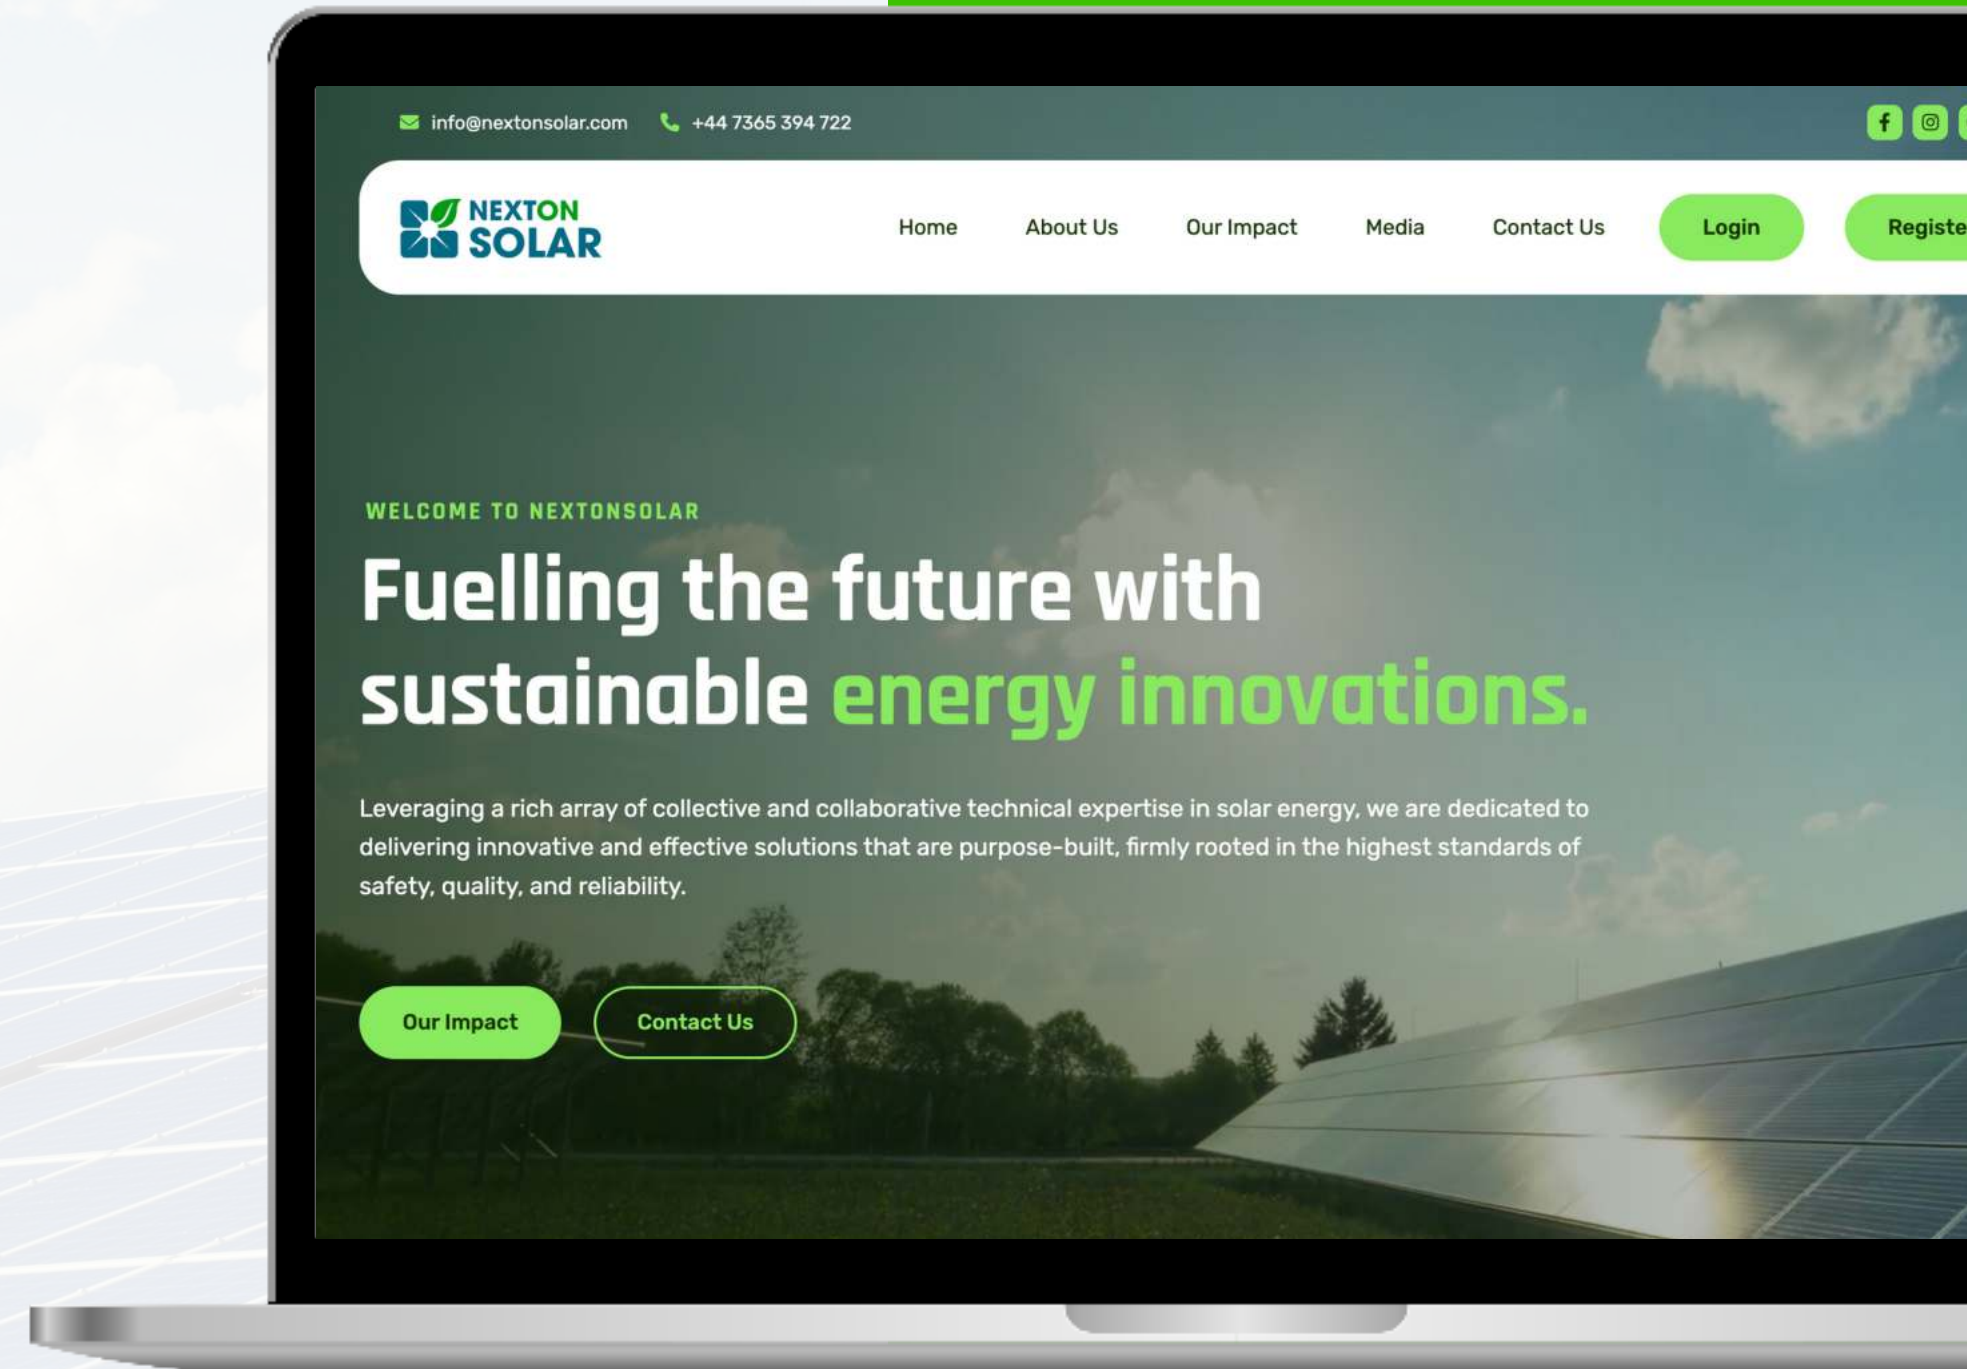 info@nextonsolar.com +44 7365 394 722
NEXTON
SOLAR
Home About Us Our Impact Media Contact Us Login Registe
WELCOME TO NEXTONSOLAR
Fuelling the future with
sustainable energy innovations.
Leveraging a rich array of collective and collaborative technical expertise in solar energy, we are dedicated to
delivering innovative and effective solutions that are purpose-built, firmly rooted in the highest standards of
safety, quality, and reliability.
Our Impact Contact Us